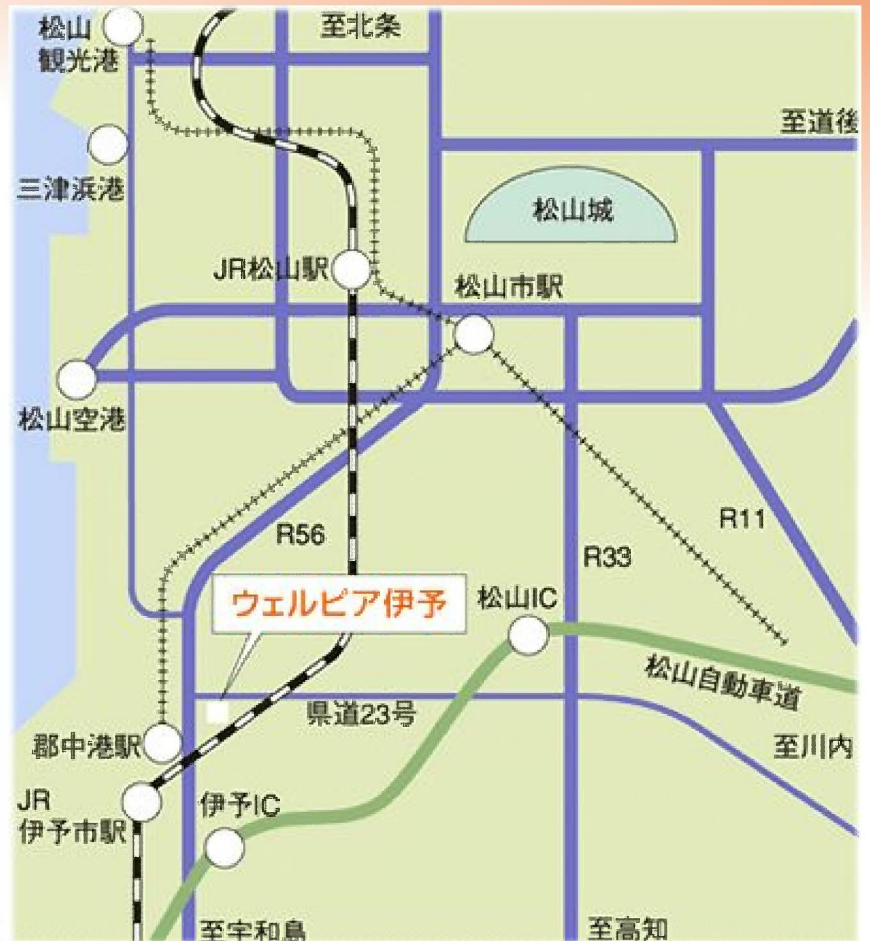 松山
観光港
至北条
至道後
三津浜港
松山城
JR松山駅
松山市駅
松山空港
R56
R11
R33
ウェルピア伊予
松山IC
松山自動車道
県道23号
郡中港駅
至川内
JR
伊予市駅
伊予IC
至宇和島
至高知